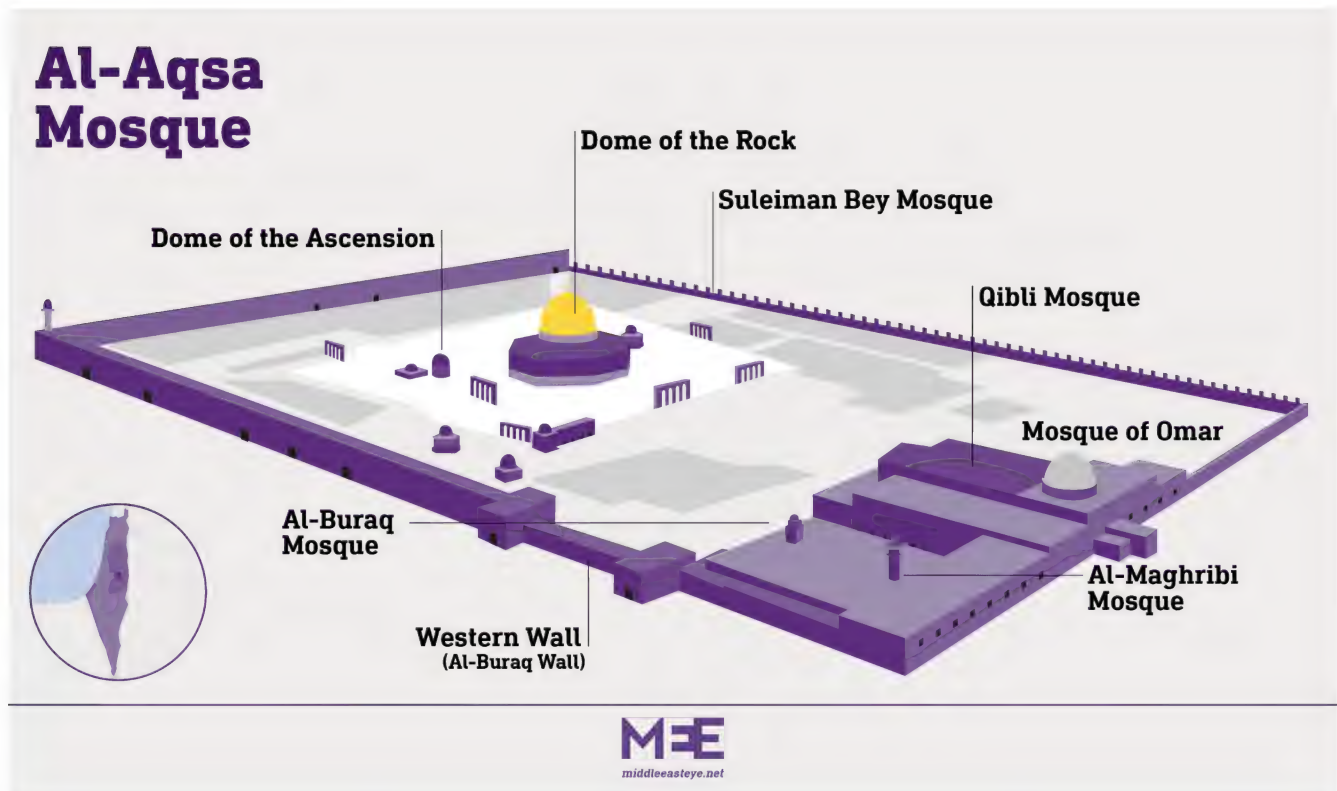 Al-Aqsa
Mosque
Dome of the Rock
Suleiman Bey Mosque
Dome of the Ascension
Qibli Mosque
Mosque of Omar
Al-Buraq
Mosque
Al-Maghribi
Mosque
Western Wall
(Al-Buraq Wall)
MEE
middleeasteye.net